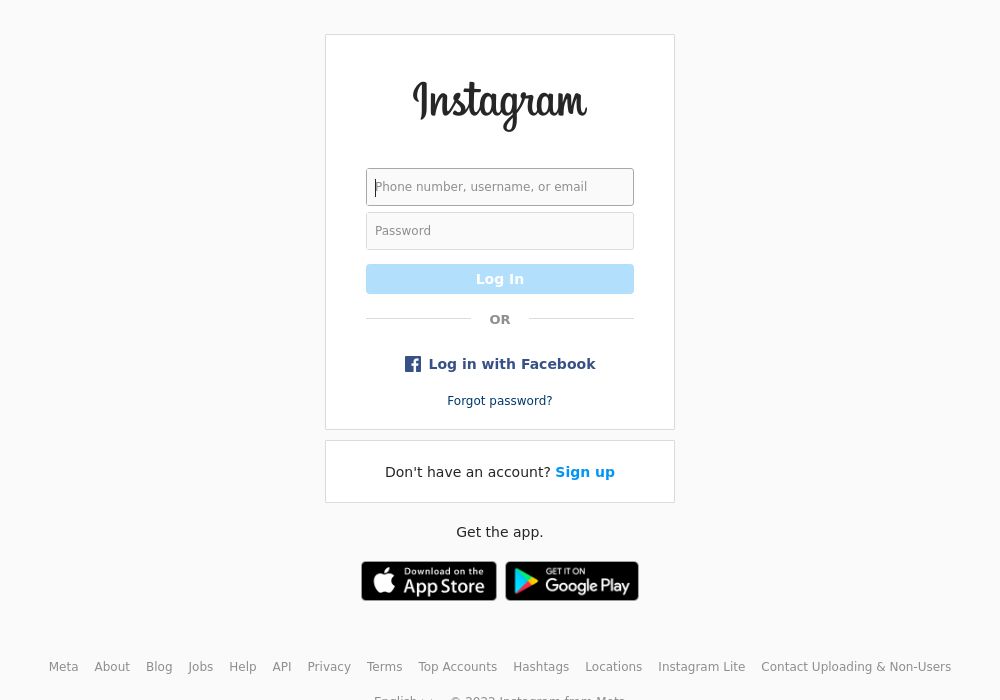 Instagram
Phone number, username, or email
Password
Log In
OR
Log in with Facebook
Forgot password?
Don't have an account? Sign up
Get the app.
Download on the
App Store
GET IT ON
Google Play
Meta About Blog Jobs Help API Privacy Terms Top Accounts Hashtags Locations Instagram Lite Contact Uploading & Non-Users
English © 2022 Instagram from Meta